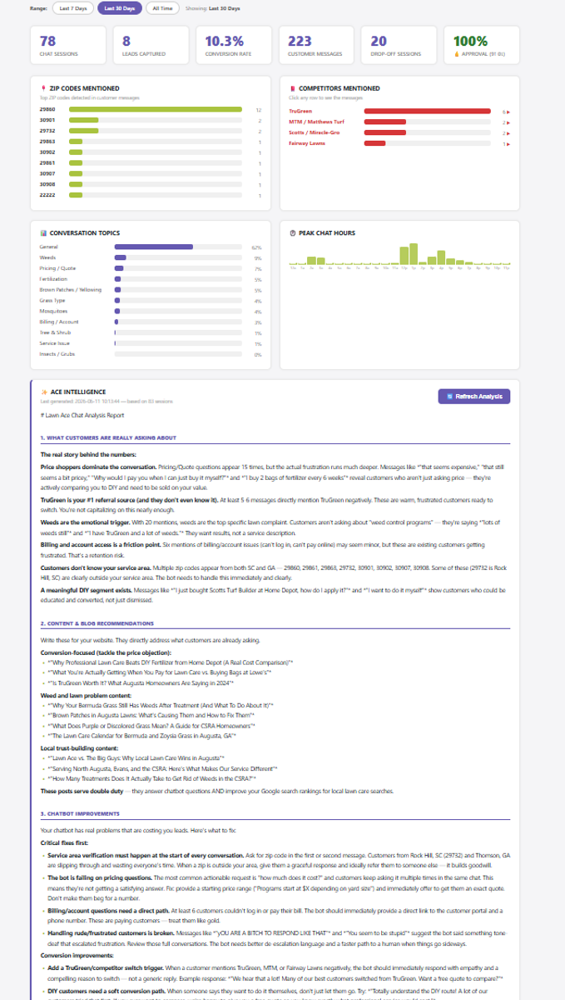 Range: Last 7 Days Last 30 Days All Time Showing: Last 30 Days
78 8 10.3% 223 20 100%
CHAT SESSIONS LEADS CAPTURED CONVERSION RATE CUSTOMER MESSAGES DROP-OFF SESSIONS APPROVAL
ZIP CODES MENTIONED
Top ZIP codes detected in customer messages
29860 12
30901 2
29732 2
29863 1
30902 1
29861 1
30907 1
30908 1
22222 1
COMPETITORS MENTIONED
Click any row to see the messages
TruGreen 6 ▶
MTM / Matthews Turf 2 ▶
Scotts / Miracle-Gro 2 ▶
Fairway Lawns 1 ▶
CONVERSATION TOPICS
General 62%
Weeds 9%
Pricing / Quote 7%
Fertilization 5%
Brown Patches / Yellowing 5%
Grass Type 4%
Mosquitoes 4%
Billing / Account 3%
Tree & Shrub 1%
Service Issue 1%
Insects / Grubs 0%
PEAK CHAT HOURS
ACE INTELLIGENCE
Last generated: 2026-06-11 10:13:44 — based on 83 sessions
Refresh Analysis
# Lawn Ace Chat Analysis Report
1. WHAT CUSTOMERS ARE REALLY ASKING ABOUT
The real story behind the numbers:
Price shoppers dominate the conversation. Pricing/Quote questions appear 15 times, but the actual frustration runs much deeper. Messages like *"that seems expensive," "that still
seems a bit pricey," "Why would I pay you when I can just buy it myself?"* and *"I buy 2 bags of fertilizer every 6 weeks"* reveal customers who aren't just asking price — they're
actively comparing you to DIY and need to be sold on your value.
TruGreen is your #1 referral source (and they don't even know it). At least 5-6 messages directly mention TruGreen negatively. These are warm, frustrated customers ready to
switch. You're not capitalizing on this nearly enough.
Weeds are the emotional trigger. With 20 mentions, weeds are the top specific lawn complaint. Customers aren't asking about "weed control programs" — they're saying *"lots of
weeds still"* and *"I have TruGreen and a lot of weeds."* They want results, not a service description.
Billing and account access is a friction point. Six mentions of billing/account issues (can't log in, can't pay online) may seem minor, but these are existing customers getting
frustrated. That's a retention risk.
Customers don't know your service area. Multiple zip codes appear from both SC and GA — 29860, 29861, 29863, 29732, 30901, 30902, 30907, 30908. Some of these (29732 is Rock
Hill, SC) are clearly outside your service area. The bot needs to handle this immediately and clearly.
A meaningful DIY segment exists. Messages like *"I just bought Scotts Turf Builder at Home Depot, how do I apply it?"* and *"I want to do it myself"* show customers who could be
educated and converted, not just dismissed.
2. CONTENT & BLOG RECOMMENDATIONS
Write these for your website. They directly address what customers are already asking.
Conversion-focused (tackle the price objection):
• *"Why Professional Lawn Care Beats DIY Fertilizer from Home Depot (A Real Cost Comparison)"*
• *"What You're Actually Getting When You Pay for Lawn Care vs. Buying Bags at Lowe's"*
• *"Is TruGreen Worth It? What Augusta Homeowners Are Saying in 2024"*
Weed and lawn problem content:
• *"Why Your Bermuda Grass Still Has Weeds After Treatment (And What To Do About It)"*
• *"Brown Patches in Augusta Lawns: What's Causing Them and How to Fix Them"*
• *"What Does Purple or Discolored Grass Mean? A Guide for CSRA Homeowners"*
• *"The Lawn Care Calendar for Bermuda and Zoysia Grass in Augusta, GA"*
Local trust-building content:
• *"Lawn Ace vs. The Big Guys: Why Local Lawn Care Wins in Augusta"*
• *"Serving North Augusta, Evans, and the CSRA: Here's What Makes Our Service Different"*
• *"How Many Treatments Does It Actually Take to Get Rid of Weeds in the CSRA?"*
These posts serve double duty — they answer chatbot questions AND improve your Google search rankings for local lawn care searches.
3. CHATBOT IMPROVEMENTS
Your chatbot has real problems that are costing you leads. Here's what to fix:
Critical fixes first:
• Service area verification must happen at the start of every conversation. Ask for zip code in the first or second message. Customers from Rock Hill, SC (29732) and Thomson, GA
are slipping through and wasting everyone's time. When a zip is outside your area, give them a graceful response and ideally refer them to someone else — it builds goodwill.
• The bot is failing on pricing questions. The most common actionable request is "how much does it cost?" and customers keep asking it multiple times in the same chat. This
means they're not getting a satisfying answer. Fix: provide a starting price range ("Programs start at $X depending on yard size") and immediately offer to get them an exact quote.
Don't make them beg for a number.
• Billing/account questions need a direct path. At least 6 customers couldn't log in or pay their bill. The bot should immediately provide a direct link to the customer portal and a
phone number. These are paying customers — treat them like gold.
• Handling rude/frustrated customers is broken. Messages like *"yOU ARE A BITCH TO RESPOND LIKE THAT"* and *"You seem to be stupid"* suggest the bot said something tone-
deaf that escalated frustration. Review those full conversations. The bot needs better de-escalation language and a faster path to a human when things go sideways.
Conversion improvements:
• Add a TruGreen/competitor switch trigger. When a customer mentions TruGreen, MTM, or Fairway Lawns negatively, the bot should immediately respond with empathy and a
compelling reason to switch — not a generic reply. Example response: *"We hear that a lot! Many of our best customers switched from TruGreen. Want a free quote to compare?"*
• DIY customers need a soft conversion path. When someone says they want to do it themselves, don't just let them go. Try: *"Totally understand the DIY route! A lot of our